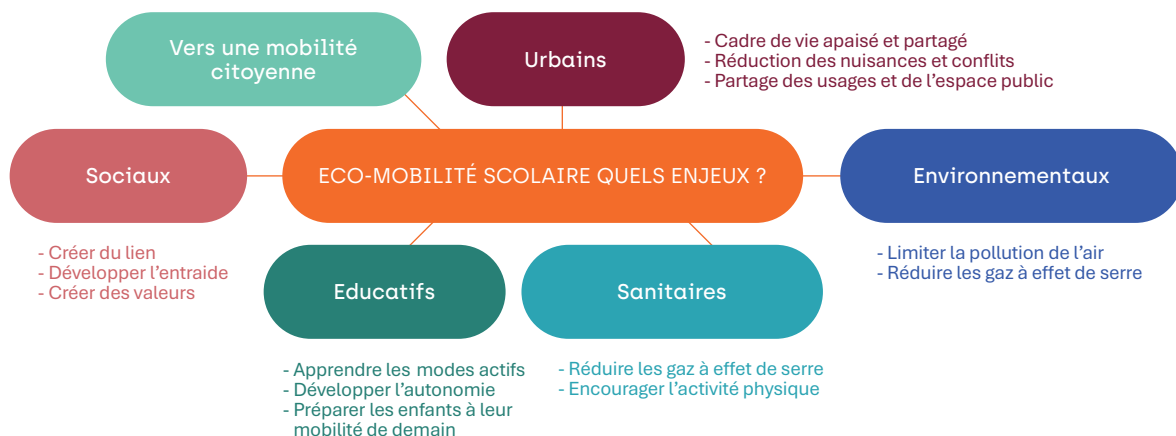 Vers une mobilité
citoyenne
Urbains
- Cadre de vie apaisé et partagé
- Réduction des nuisances et conflits
- Partage des usages et de l'espace public
Sociaux
ECO-MOBILITÉ SCOLAIRE QUELS ENJEUX ?
Environnementaux
- Créer du lien
- Développer l'entraide
- Créer des valeurs
- Limiter la pollution de l'air
- Réduire les gaz à effet de serre
Educatifs
Sanitaires
- Apprendre les modes actifs
- Développer l'autonomie
- Préparer les enfants à leur
mobilité de demain
- Réduire les gaz à effet de serre
- Encourager l'activité physique